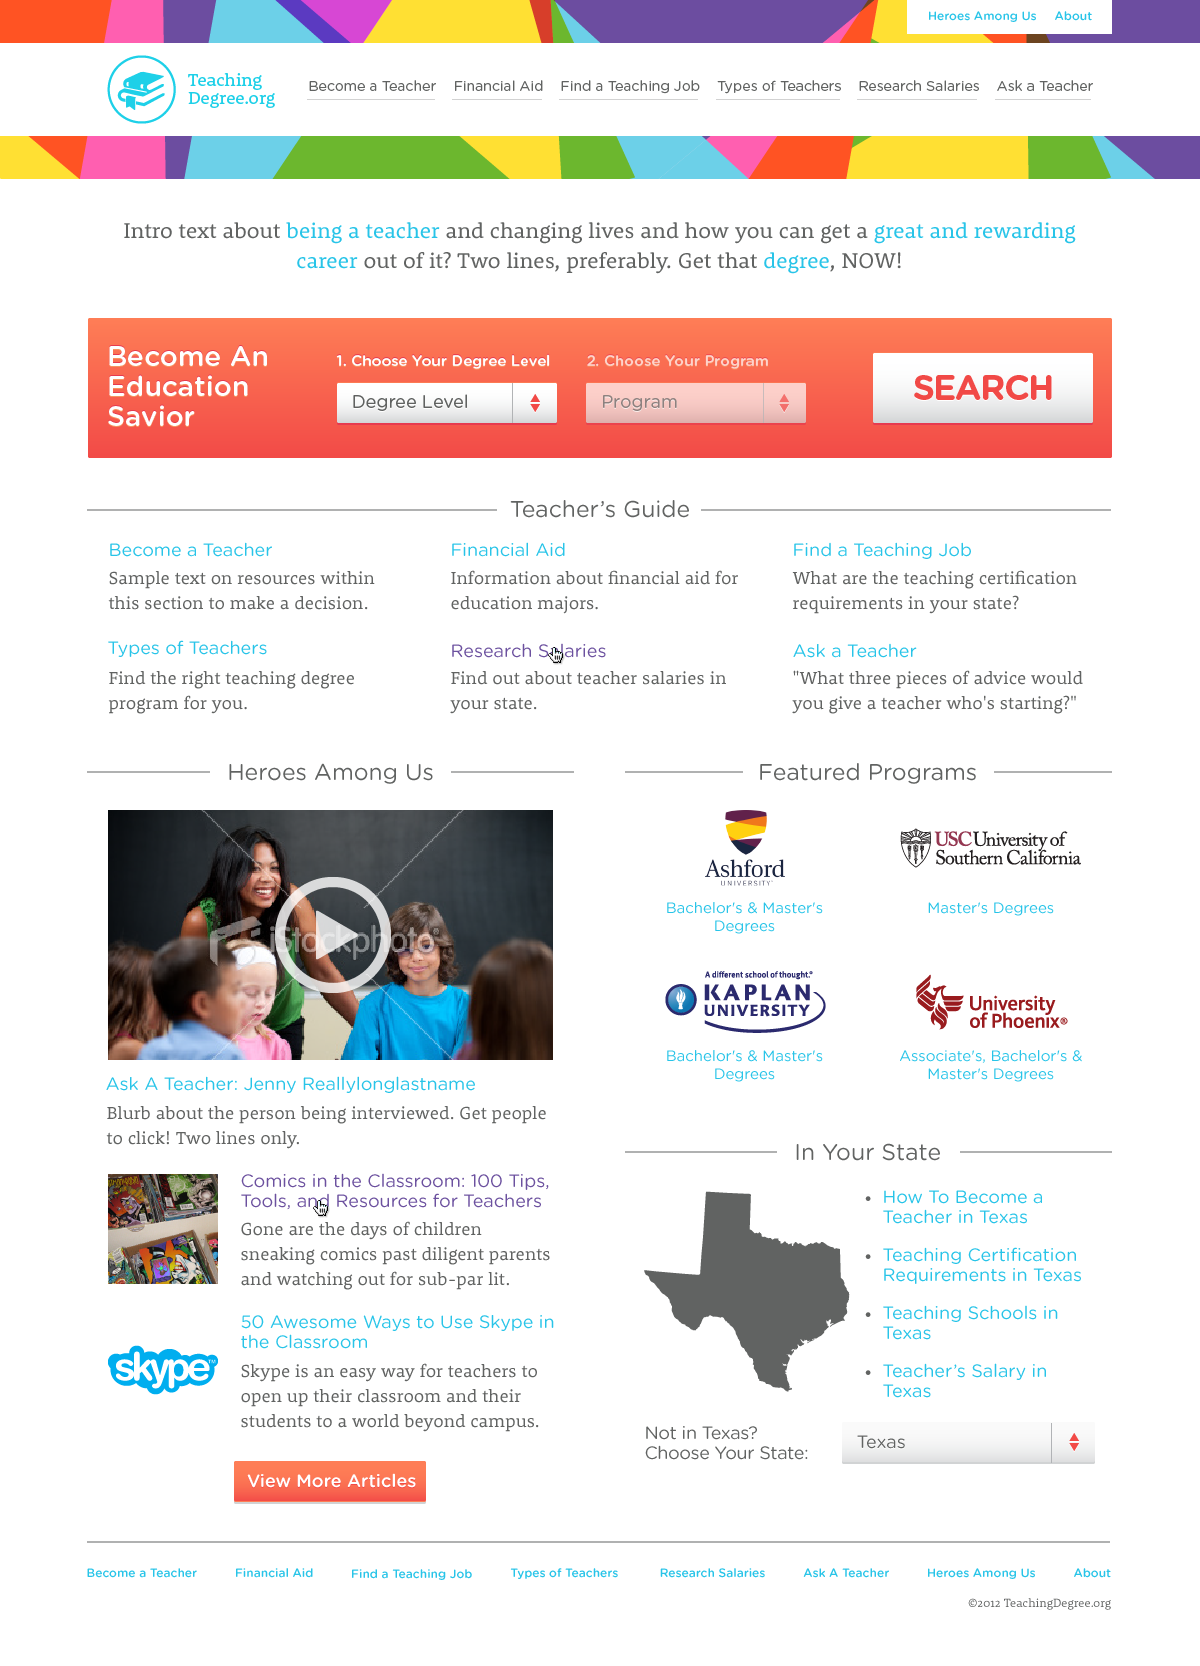 Heroes Among Us About
Teaching
Degree.org
Become a Teacher Financial Aid Find a Teaching Job Types of Teachers Research Salaries Ask a Teacher
Intro text about being a teacher and changing lives and how you can get a great and rewarding
career out of it? Two lines, preferably. Get that degree, NOW!
Become An
Education
Savior
1. Choose Your Degree Level
Degree Level
2. Choose Your Program
Program
SEARCH
Teacher’s Guide
Become a Teacher
Sample text on resources within
this section to make a decision.
Financial Aid
Information about financial aid for
education majors.
Find a Teaching Job
What are the teaching certification
requirements in your state?
Types of Teachers
Find the right teaching degree
program for you.
Research Salaries
Find out about teacher salaries in
your state.
Ask a Teacher
"What three pieces of advice would
you give a teacher who's starting?"
Heroes Among Us
iStockphoto®
Ask A Teacher: Jenny Reallylonglastname
Blurb about the person being interviewed. Get people
to click! Two lines only.
Comics in the Classroom: 100 Tips,
Tools, and Resources for Teachers
Gone are the days of children
sneaking comics past diligent parents
and watching out for sub-par lit.
skype™
50 Awesome Ways to Use Skype in
the Classroom
Skype is an easy way for teachers to
open up their classroom and their
students to a world beyond campus.
View More Articles
Featured Programs
Ashford
UNIVERSITY
Bachelor's & Master's
Degrees
USC University of
Southern California
Master's Degrees
A different school of thought.®
KAPLAN
UNIVERSITY
Bachelor's & Master's
Degrees
University
of Phoenix®
Associate's, Bachelor's &
Master's Degrees
In Your State
• How To Become a
Teacher in Texas
• Teaching Certification
Requirements in Texas
• Teaching Schools in
Texas
• Teacher’s Salary in
Texas
Not in Texas?
Choose Your State:
Texas
Become a Teacher Financial Aid Find a Teaching Job Types of Teachers Research Salaries Ask A Teacher Heroes Among Us About
©2012 TeachingDegree.org